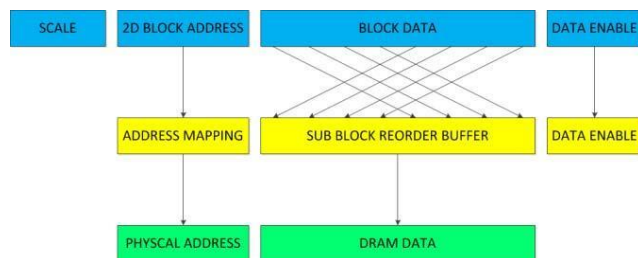 SCALE
2D BLOCK ADDRESS
BLOCK DATA
DATA ENABLE
ADDRESS MAPPING
SUB BLOCK REORDER BUFFER
DATA ENABLE
PHYSCAL ADDRESS
DRAM DATA